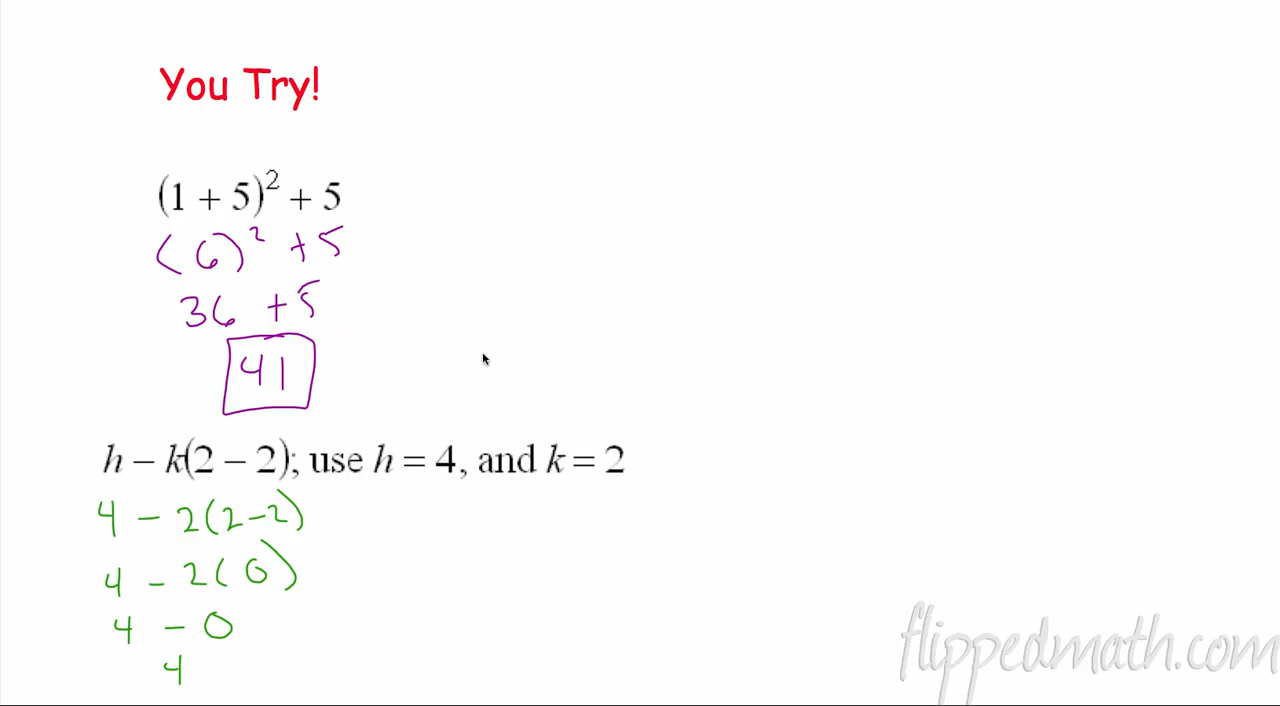 You Try!
(1 + 5)² + 5
(6)² + 5
36 + 5
41
h – k(2 – 2); use h = 4, and k = 2
4 – 2(2–2)
4 – 2(0)
4 – 0
4
flippedmath.com